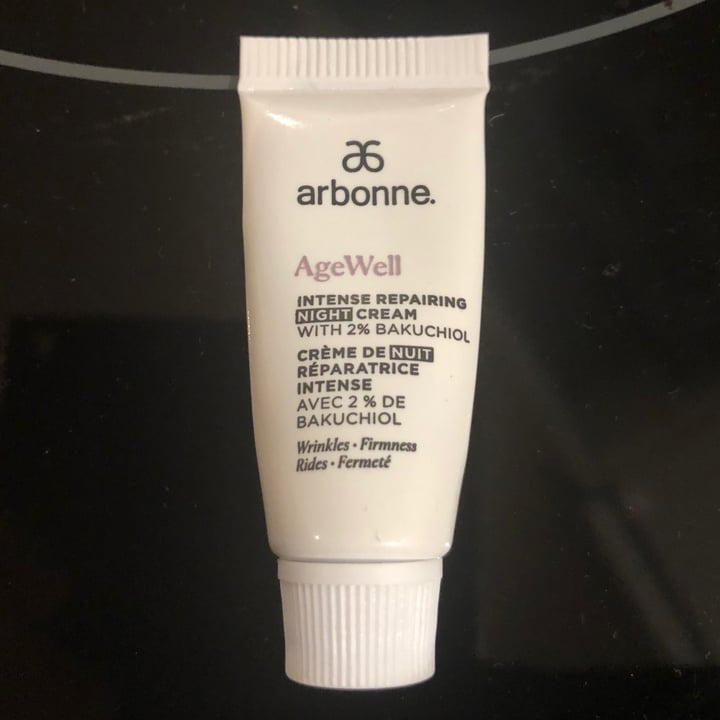 arbonne.
AgeWell
INTENSE REPAIRING
NIGHT CREAM
WITH 2% BAKUCHIOL
CRÈME DE NUIT
RÉPARATRICE
INTENSE
AVEC 2 % DE
BAKUCHIOL
Wrinkles • Firmness
Rides • Fermeté